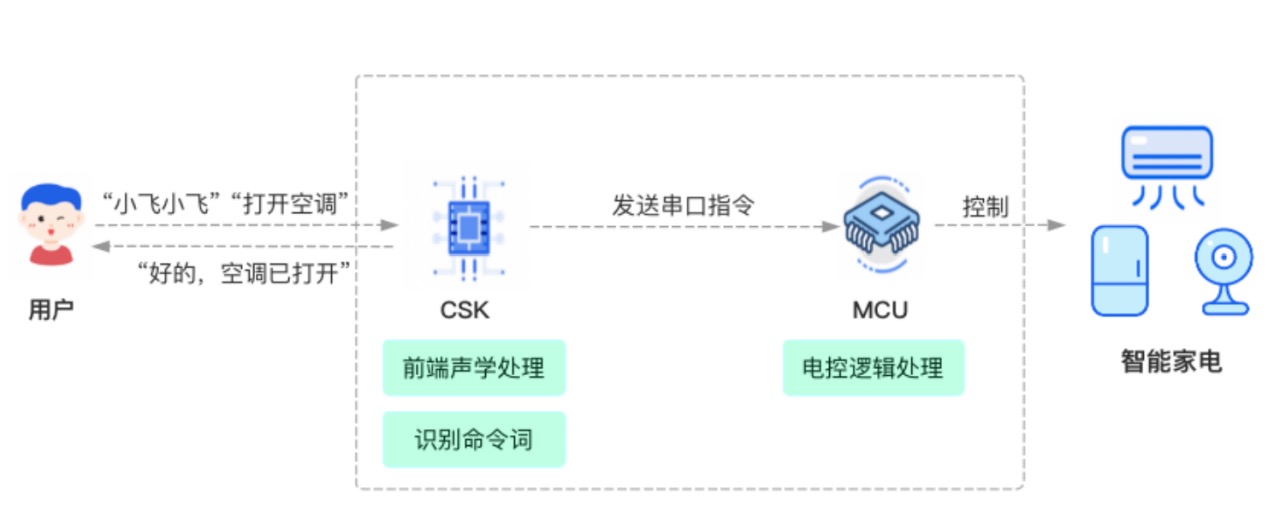 “小飞小飞”“打开空调”
“好的，空调已打开”
用户
CSK
前端声学处理
识别命令词
发送串口指令
MCU
电控逻辑处理
控制
智能家电